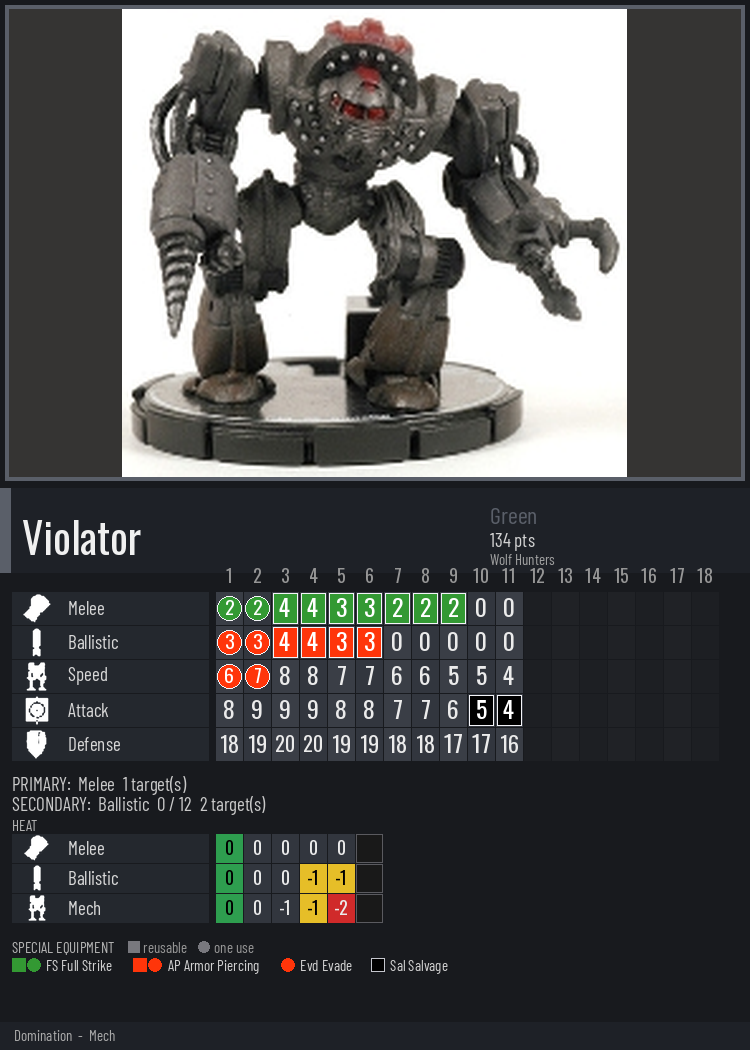 Violator
Green
134 pts
Wolf Hunters
1 2 3 4 5 6 7 8 9 10 11 12 13 14 15 16 17 18
Melee 2 2 4 4 3 3 2 2 2 0 0
Ballistic 3 3 4 4 3 3 0 0 0 0 0
Speed 6 7 8 8 7 7 6 6 5 5 4
Attack 8 9 9 9 8 8 7 7 6 5 4
Defense 18 19 20 20 19 19 18 18 17 17 16
PRIMARY: Melee 1 target(s)
SECONDARY: Ballistic 0 / 12 2 target(s)
HEAT
Melee 0 0 0 0 0
Ballistic 0 0 0 -1 -1
Mech 0 0 -1 -1 -2
SPECIAL EQUIPMENT reusable one use
FS Full Strike AP Armor Piercing Evd Evade Sal Salvage
Domination - Mech